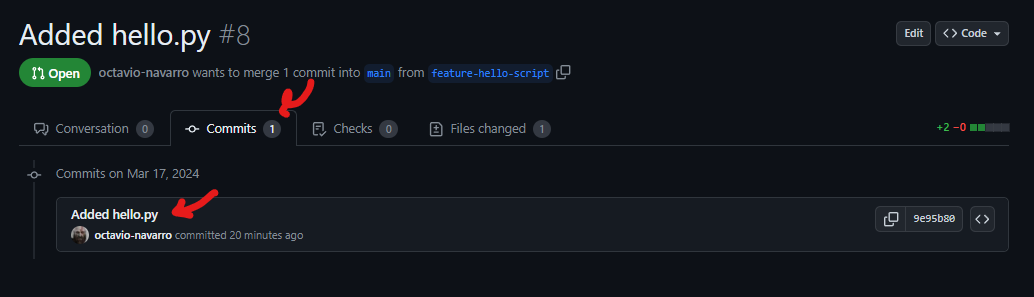 Added hello.py #8
Edit
Code
Open
octavio-navarro wants to merge 1 commit into main from feature-hello-script
Conversation 0
Commits 1
Checks 0
Files changed 1
+2 −0
Commits on Mar 17, 2024
Added hello.py
9e95b80
octavio-navarro committed 20 minutes ago